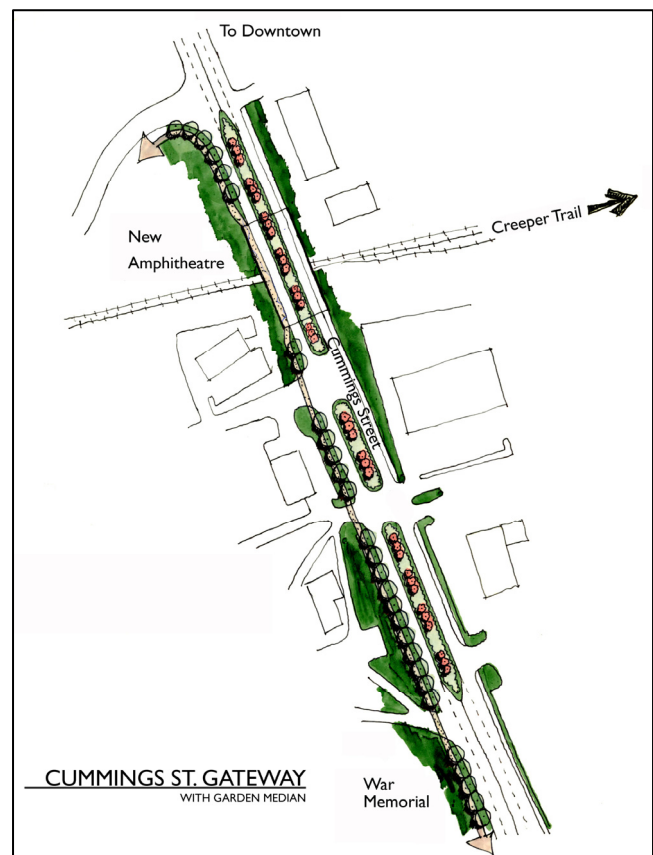 To Downtown
Creeper Trail
New
Amphitheatre
Cummings Street
CUMMINGS ST. GATEWAY
WITH GARDEN MEDIAN
War
Memorial